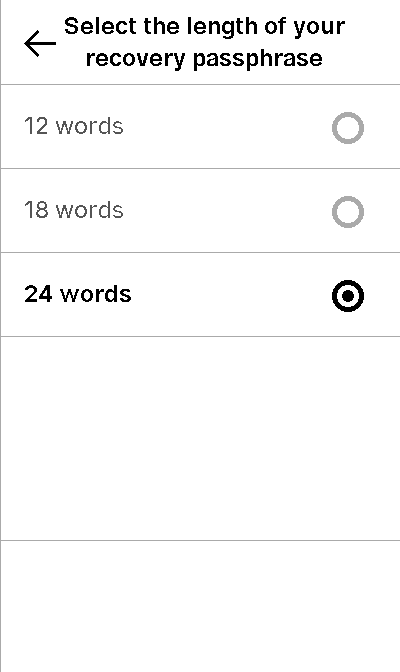 Select the length of your
recovery passphrase
12 words
18 words
24 words